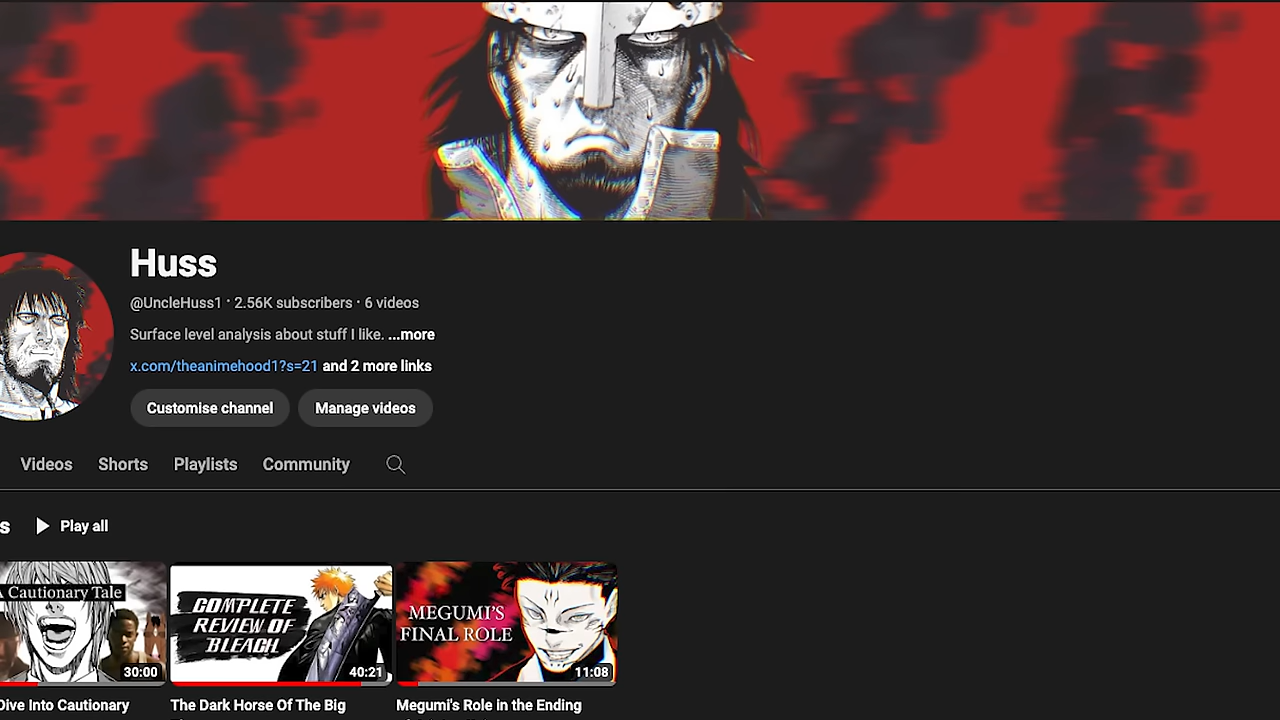 Huss
@UncleHuss1 · 2.56K subscribers · 6 videos
Surface level analysis about stuff I like. ...more
x.com/theanimehood1?s=21 and 2 more links
Customise channel Manage videos
Videos Shorts Playlists Community
s Play all
A Cautionary Tale
30:00
COMPLETE
REVIEW OF
BLEACH
40:21
MEGUMI'S
FINAL ROLE
11:08
Dive Into Cautionary
The Dark Horse Of The Big
Megumi's Role in the Ending